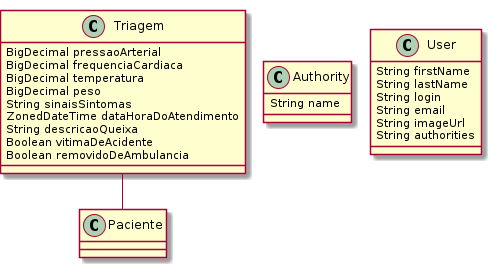 C Triagem
BigDecimal pressaoArterial
BigDecimal frequenciaCardiaca
BigDecimal temperatura
BigDecimal peso
String sinaisSintomas
ZonedDateTime dataHoraDoAtendimento
String descricaoQueixa
Boolean vitimaDeAcidente
Boolean removidoDeAmbulancia
C Paciente
C Authority
String name
C User
String firstName
String lastName
String login
String email
String imageUrl
String authorities